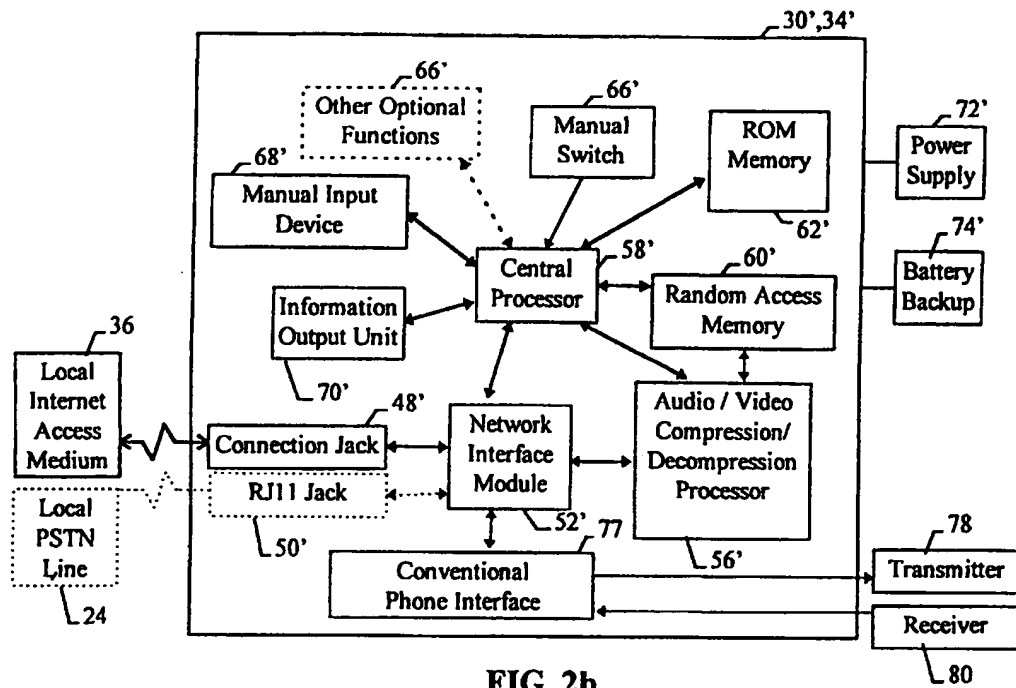 30’,34’
66’
Other Optional
Functions
66’
Manual
Switch
ROM
Memory
62’
72’
Power
Supply
68’
Manual Input
Device
58’
Central
Processor
60’
Random Access
Memory
74’
Battery
Backup
Information
Output Unit
70’
36
Local
Internet
Access
Medium
48’
Connection Jack
Network
Interface
Module
52’
Audio / Video
Compression/
Decompression
Processor
56’
RJ11 Jack
50’
Local
PSTN
Line
24
77
Conventional
Phone Interface
78
Transmitter
Receiver
80
FIG. 2b